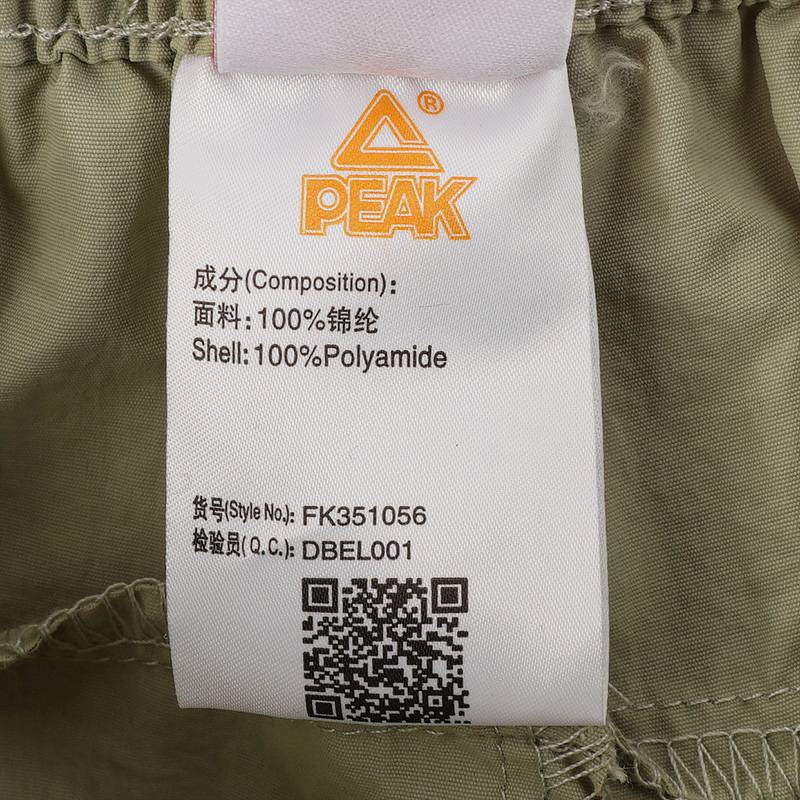 ®
PEAK
成分(Composition):
面料:100%锦纶
Shell:100%Polyamide
货号(Style No.): FK351056
检验员(Q.C.): DBEL001